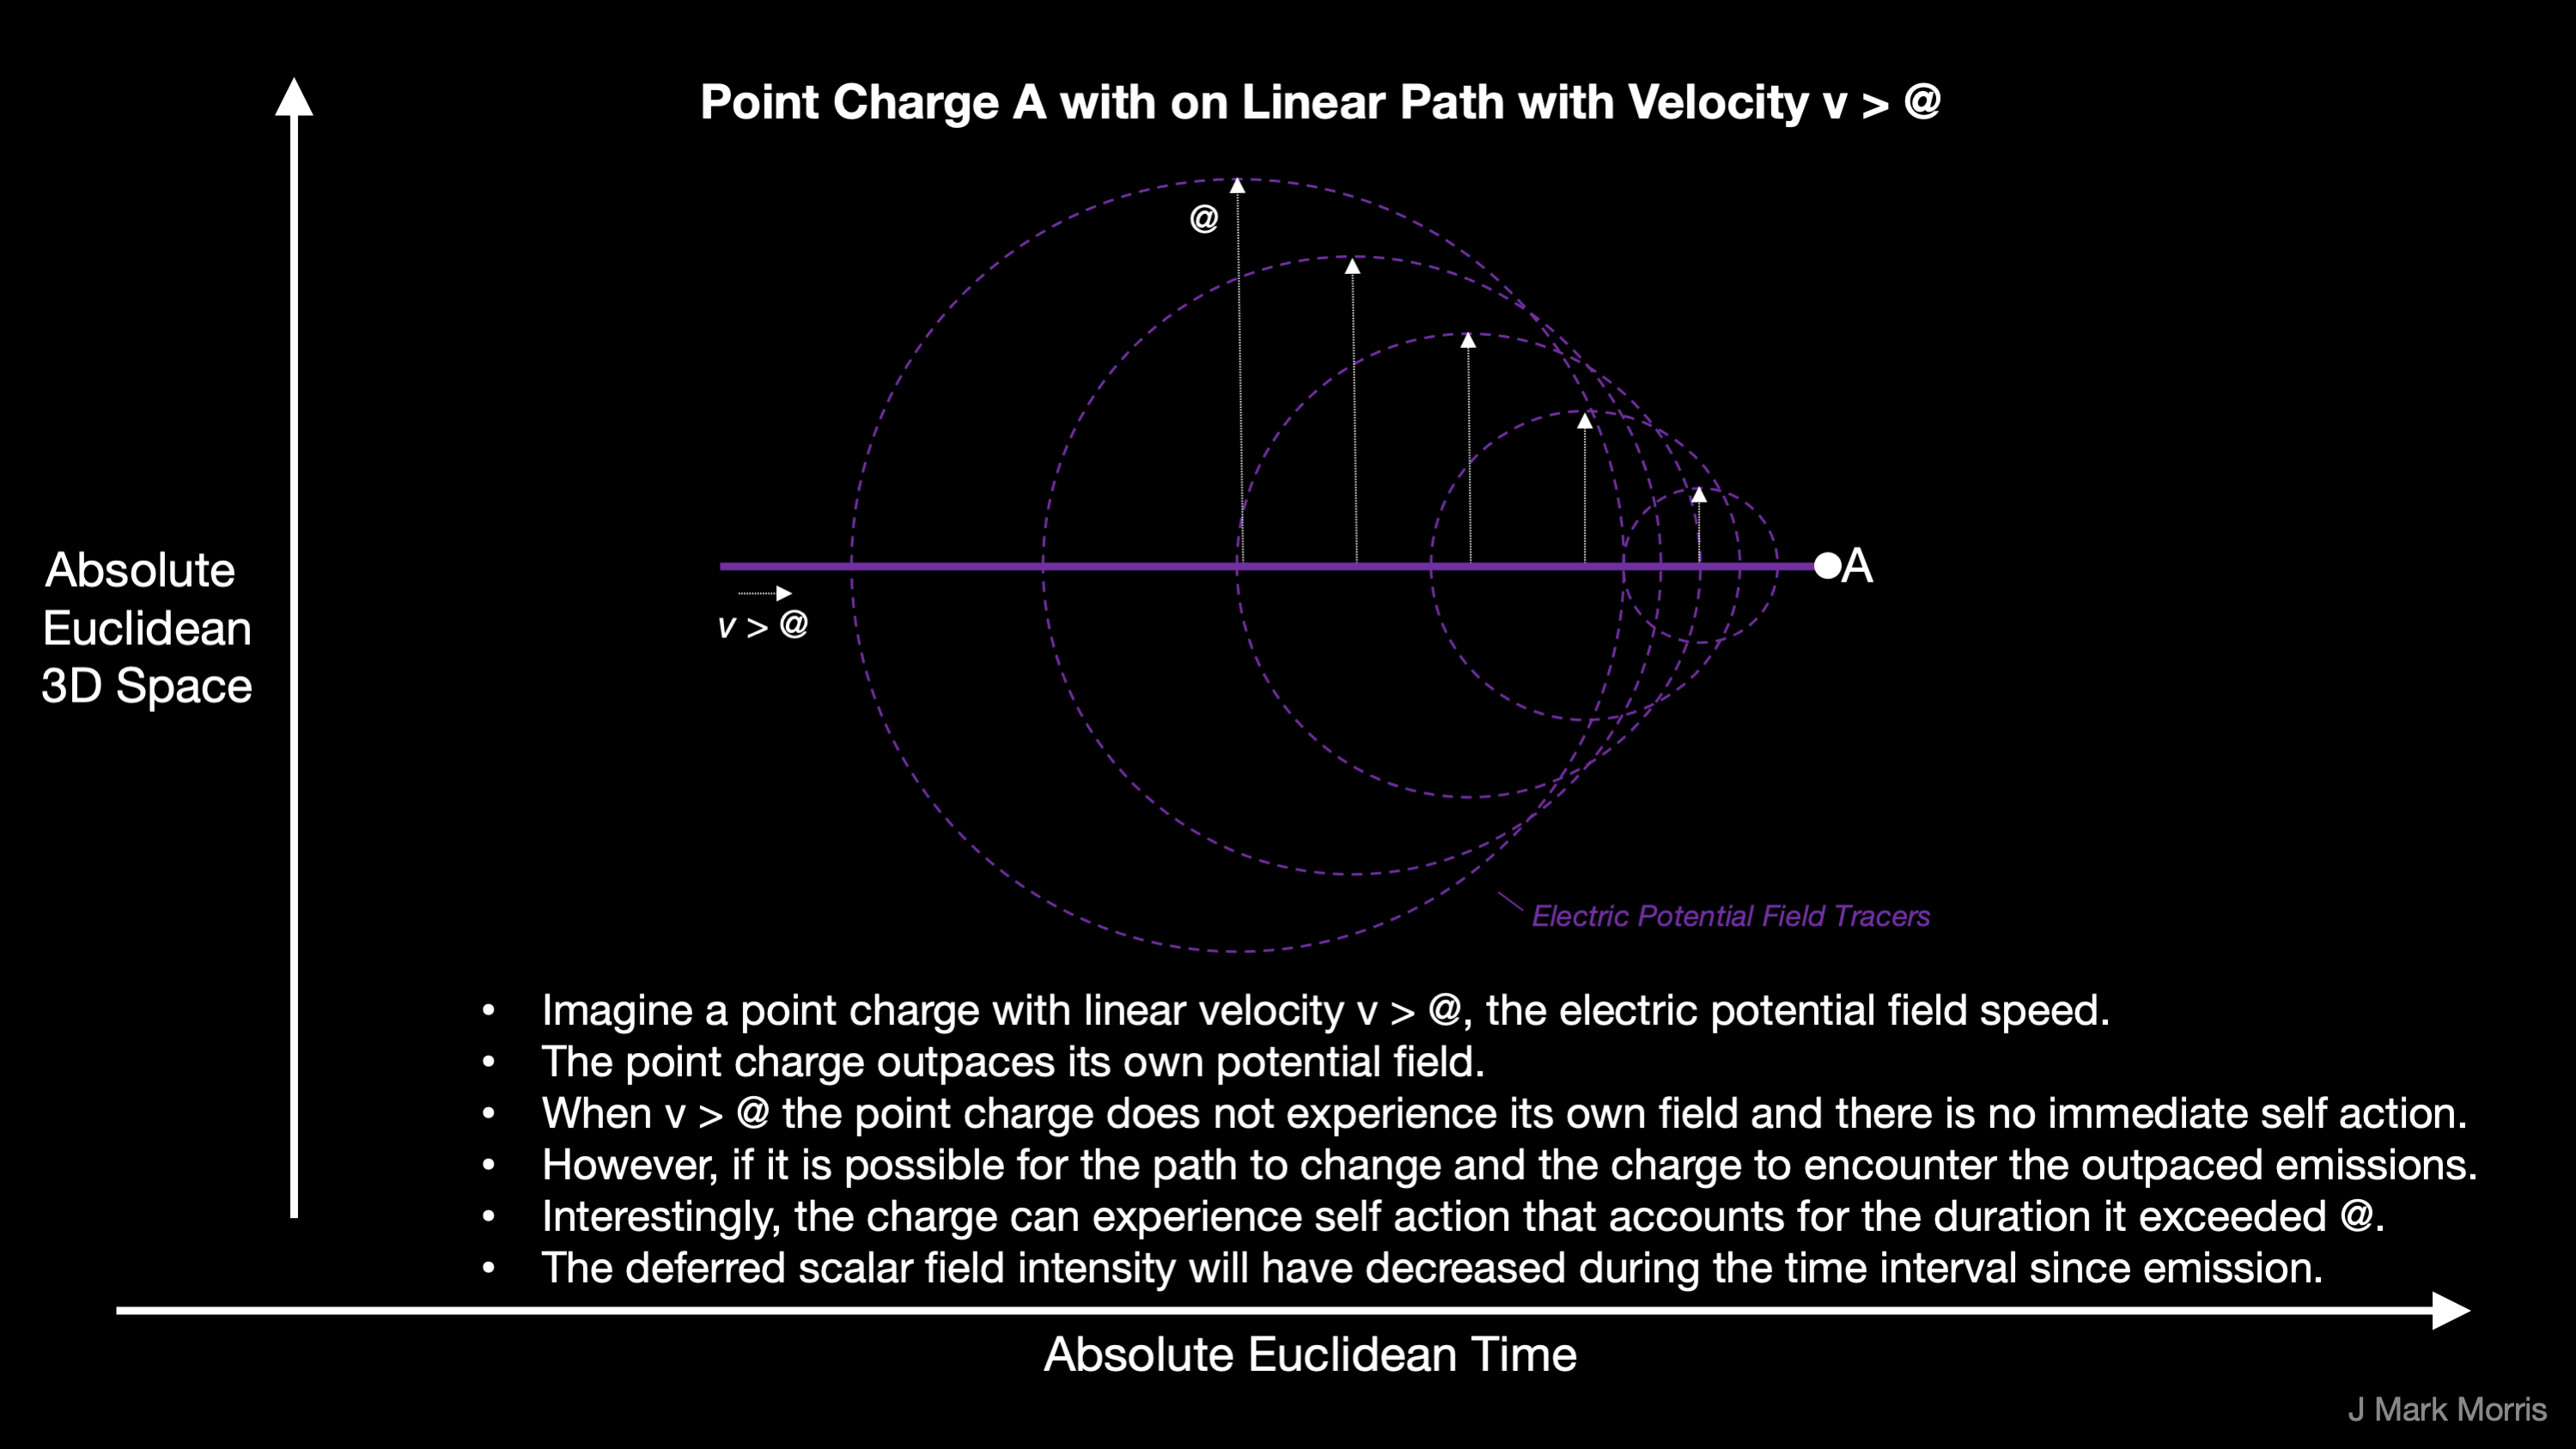 Point Charge A with on Linear Path with Velocity v > @
@
A
v > @
Absolute
Euclidean
3D Space
Electric Potential Field Tracers
• Imagine a point charge with linear velocity v > @, the electric potential field speed.
• The point charge outpaces its own potential field.
• When v > @ the point charge does not experience its own field and there is no immediate self action.
• However, if it is possible for the path to change and the charge to encounter the outpaced emissions.
• Interestingly, the charge can experience self action that accounts for the duration it exceeded @.
• The deferred scalar field intensity will have decreased during the time interval since emission.
Absolute Euclidean Time
J Mark Morris